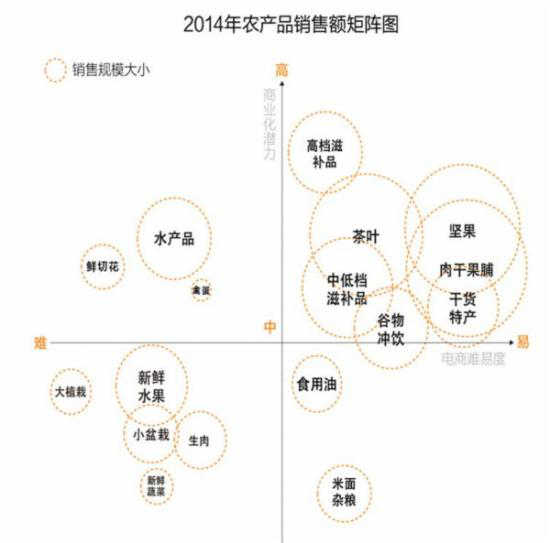 2014年农产品销售额矩阵图
销售规模大小
高
商业化潜力
高档滋
补品
水产品
茶叶
坚果
鲜切花
肉干果脯
禽蛋
中低档
滋补品
干货
特产
谷物
冲饮
中
难
易
电商难易度
大植栽
新鲜
水果
食用油
小盆栽
生肉
新鲜
蔬菜
米面
杂粮